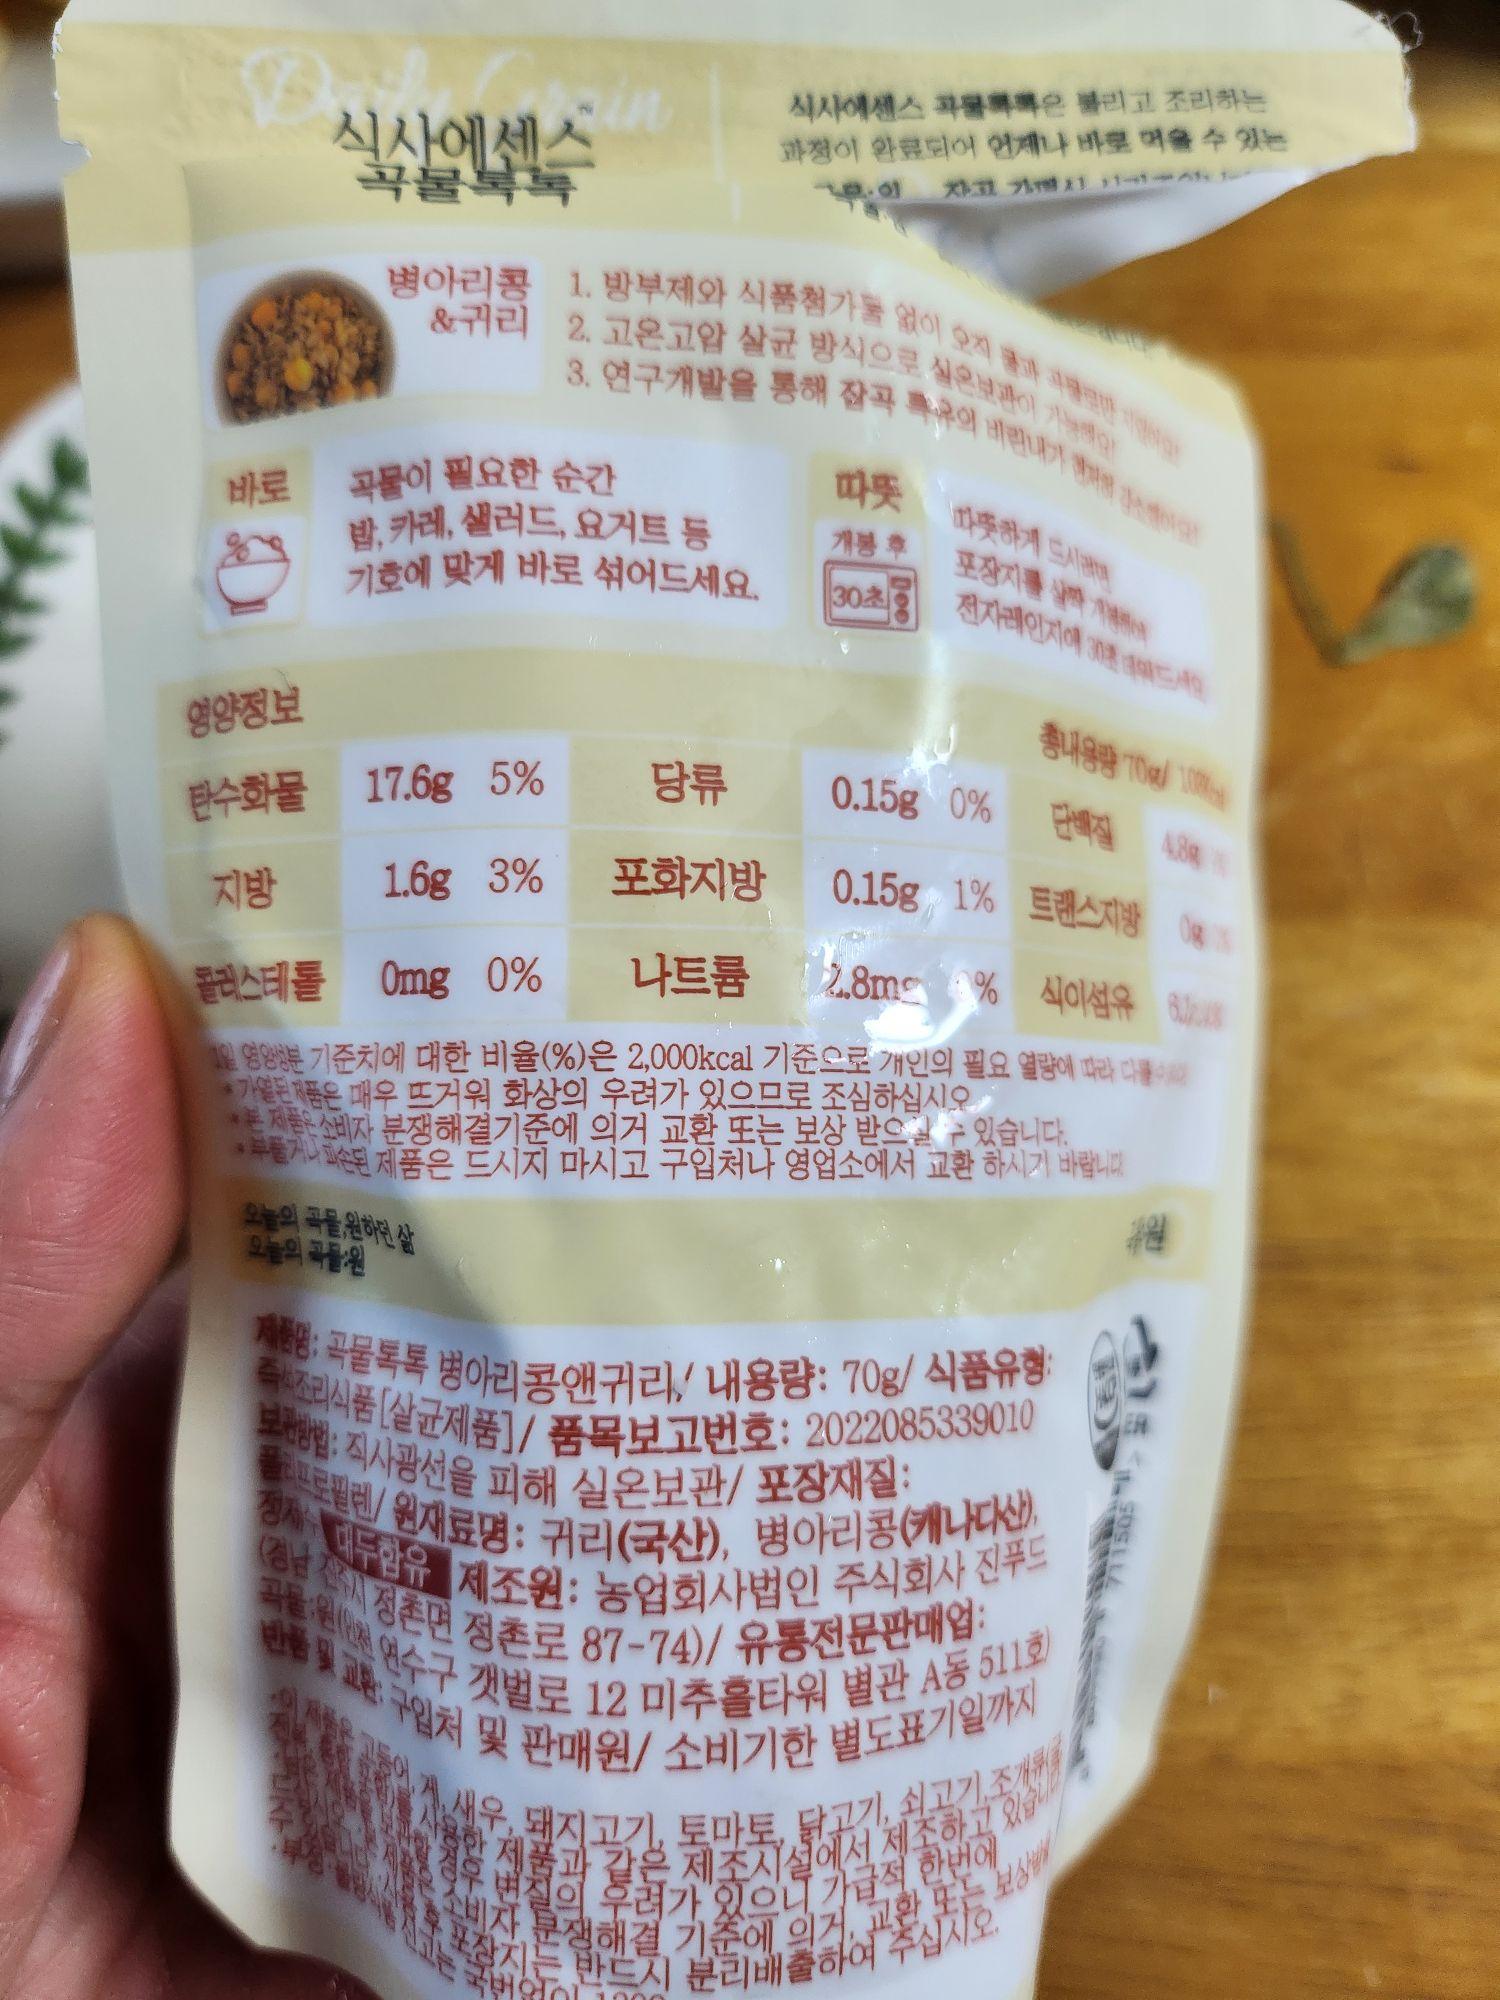 Daily Grain
식사에센스
곡물톡톡
식사에센스 곡물톡톡은 불리고 조리하는
과정이 완료되어 언제나 바로 먹을 수 있는
병아리콩
&귀리
1. 방부제와 식품첨가물 없이 오직 물과 곡물로만
2. 고온고압 살균 방식으로 실온보관이 가능해요!
3. 연구개발을 통해 잡곡 특유의 비린내가
바로
곡물이 필요한 순간
밥, 카레, 샐러드, 요거트 등
기호에 맞게 바로 섞어드세요.
따뜻
개봉 후
30초
따뜻하게 드시려면
포장지를 살짝 개봉하여
전자레인지에 30초 데워드세요
영양정보
총내용량 70g/
탄수화물 17.6g 5% 당류 0.15g 0% 단백질 4.8g
지방 1.6g 3% 포화지방 0.15g 1% 트랜스지방 0g
콜레스테롤 0mg 0% 나트륨 2.8mg 0% 식이섬유
1일 영양성분 기준치에 대한 비율(%)은 2,000kcal 기준으로 개인의 필요 열량에 따라 다를
• 가열된 제품은 매우 뜨거워 화상의 우려가 있으므로 조심하십시오.
• 본 제품은 소비자 분쟁해결기준에 의거 교환 또는 보상 받으실 수 있습니다.
• 부풀거나 파손된 제품은 드시지 마시고 구입처나 영업소에서 교환 하시기 바랍니다
오늘의 곡물, 원하던 삶
오늘의 곡물:원
제품명: 곡물톡톡 병아리콩앤귀리/ 내용량: 70g/ 식품유형:
즉석조리식품[살균제품]/ 품목보고번호: 2022085339010
보관방법: 직사광선을 피해 실온보관/ 포장재질:
폴리프로필렌/ 원재료명: 귀리(국산), 병아리콩(캐나다산),
정제수 대두함유 제조원: 농업회사법인 주식회사 진푸드
(경남 진주시 정촌면 정촌로 87-74)/ 유통전문판매업:
곡물:원(인천 연수구 갯벌로 12 미추홀타워 별관 A동 511호)
반품 및 교환: 구입처 및 판매원/ 소비기한 별도표기일까지
·이 제품은 고등어, 게, 새우, 돼지고기, 토마토, 닭고기, 쇠고기, 조개류
사용한 제품과 같은 제조시설에서 제조하고 있습니다
경우 변질의 우려가 있으니 가급적 한번에
제품은 소비자 분쟁해결 기준에 의거, 교환 또는 보상
사용 후 포장지는 반드시 분리배출하여 주십시오.